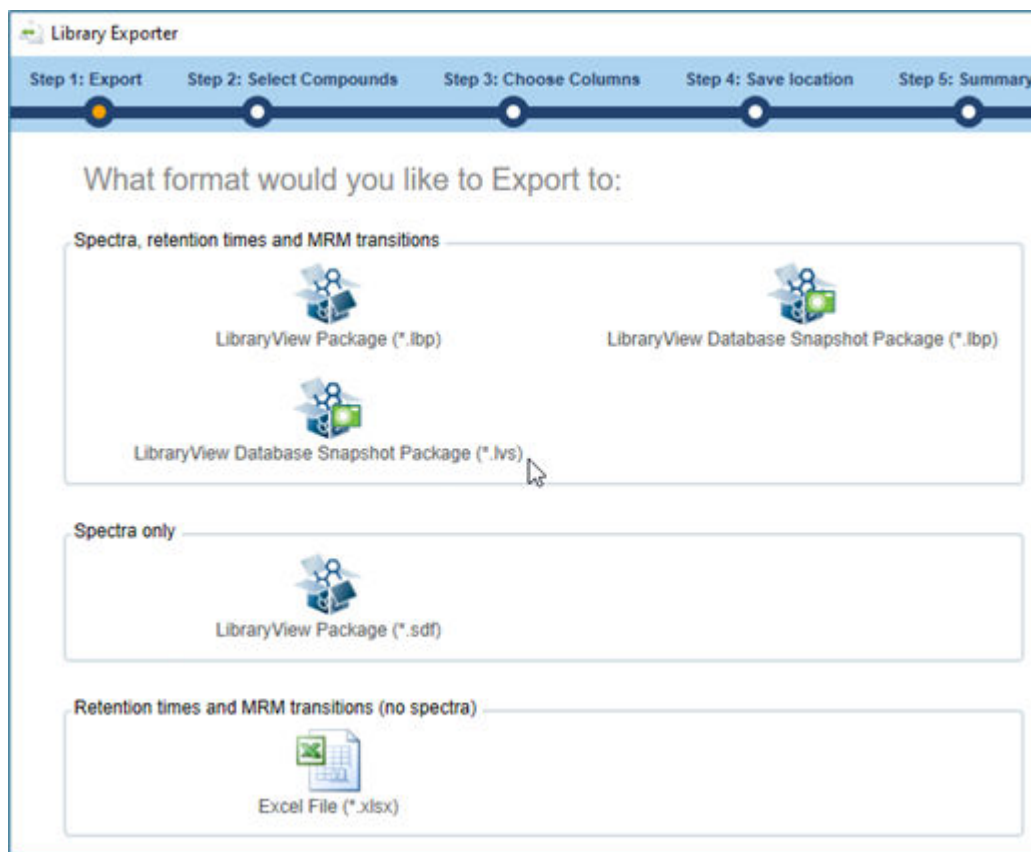 Library Exporter
Step 1: Export Step 2: Select Compounds Step 3: Choose Columns Step 4: Save location Step 5: Summary
What format would you like to Export to:
Spectra, retention times and MRM transitions
LibraryView Package (*.lbp) LibraryView Database Snapshot Package (*.lbp)
LibraryView Database Snapshot Package (*.lvs)
Spectra only
LibraryView Package (*.sdf)
Retention times and MRM transitions (no spectra)
Excel File (*.xlsx)